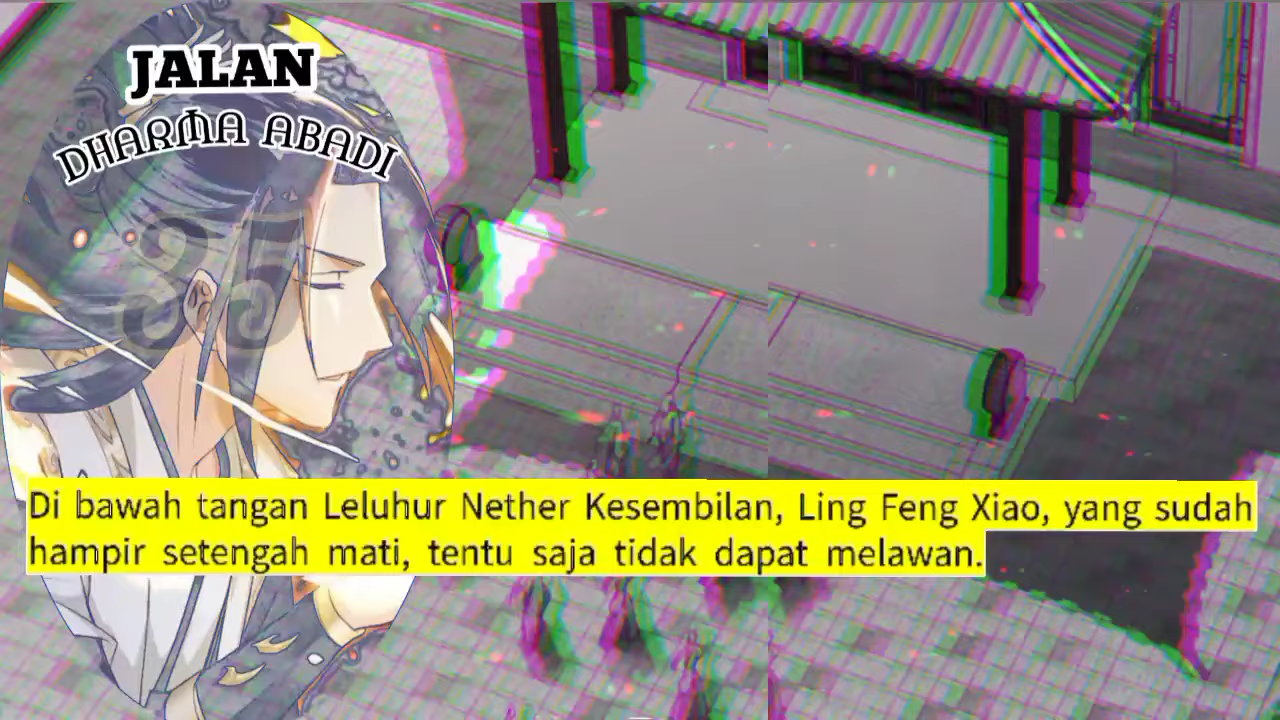 JALAN
DHARMA ABADI
35
Di bawah tangan Leluhur Nether Kesembilan, Ling Feng Xiao, yang sudah
hampir setengah mati, tentu saja tidak dapat melawan.